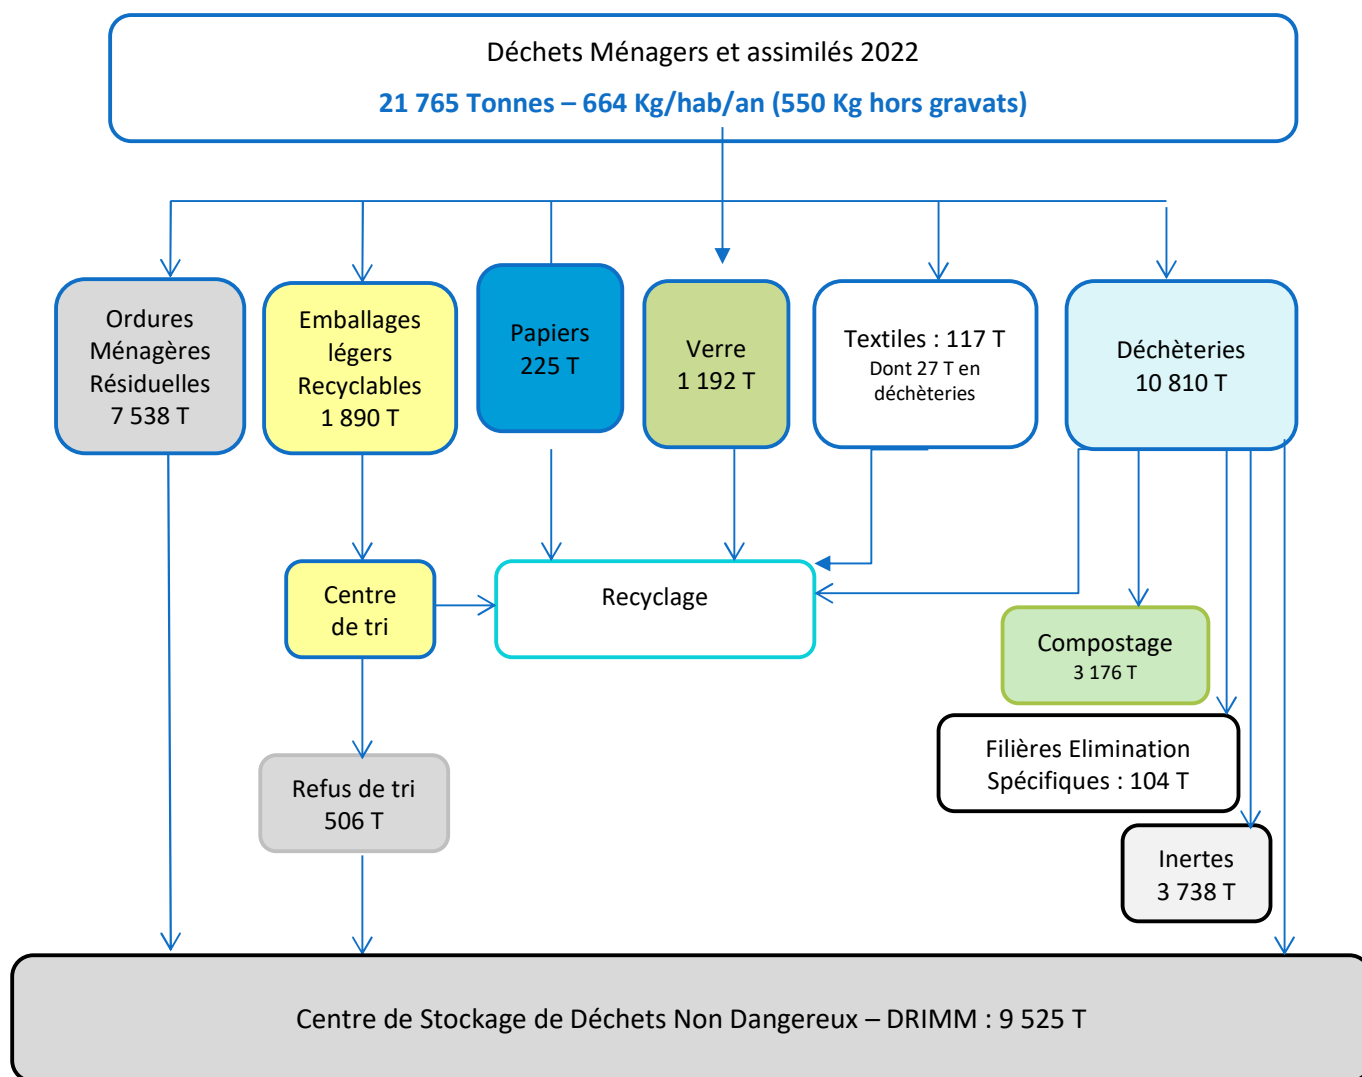 Déchets Ménagers et assimilés 2022
21 765 Tonnes – 664 Kg/hab/an (550 Kg hors gravats)
Ordures
Ménagères
Résiduelles
7 538 T
Emballages
légers
Recyclables
1 890 T
Papiers
225 T
Verre
1 192 T
Textiles : 117 T
Dont 27 T en
déchèteries
Déchèteries
10 810 T
Centre
de tri
Recyclage
Compostage
3 176 T
Filières Elimination
Spécifiques : 104 T
Refus de tri
506 T
Inertes
3 738 T
Centre de Stockage de Déchets Non Dangereux – DRIMM : 9 525 T